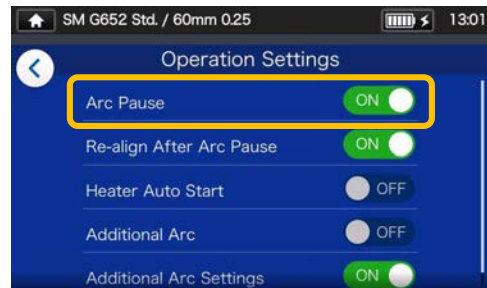 SM G652 Std. / 60mm 0.25 13:01
Operation Settings
Arc Pause ON
Re-align After Arc Pause ON
Heater Auto Start OFF
Additional Arc OFF
Additional Arc Settings ON